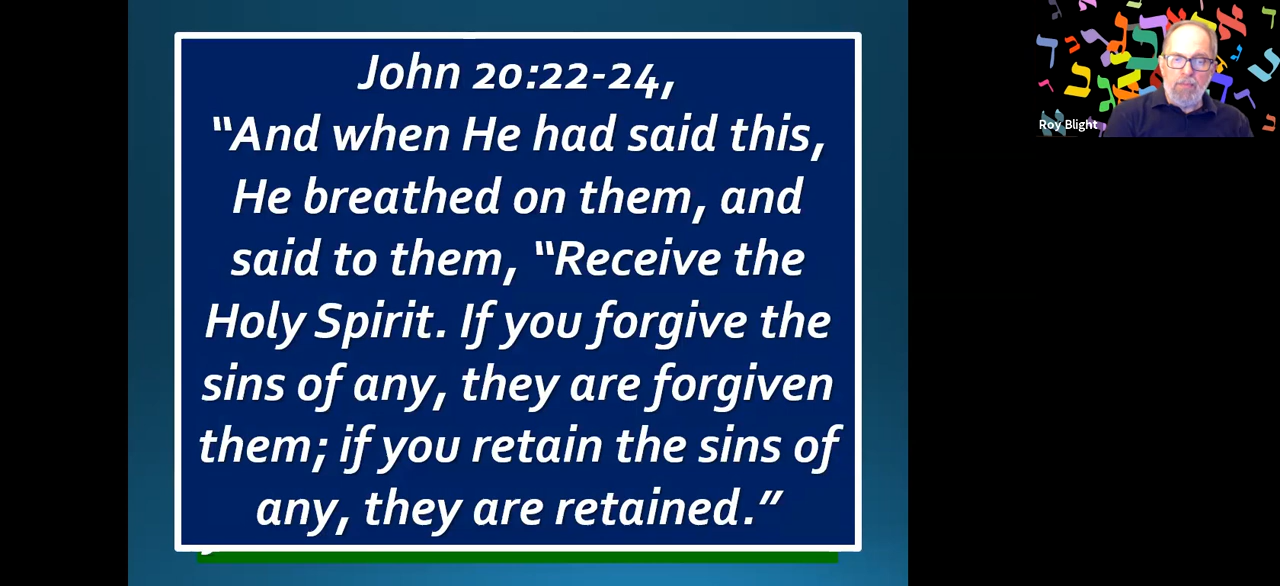 John 20:22-24,
“And when He had said this,
He breathed on them, and
said to them, “Receive the
Holy Spirit. If you forgive the
sins of any, they are forgiven
them; if you retain the sins of
any, they are retained.”
Roy Blight